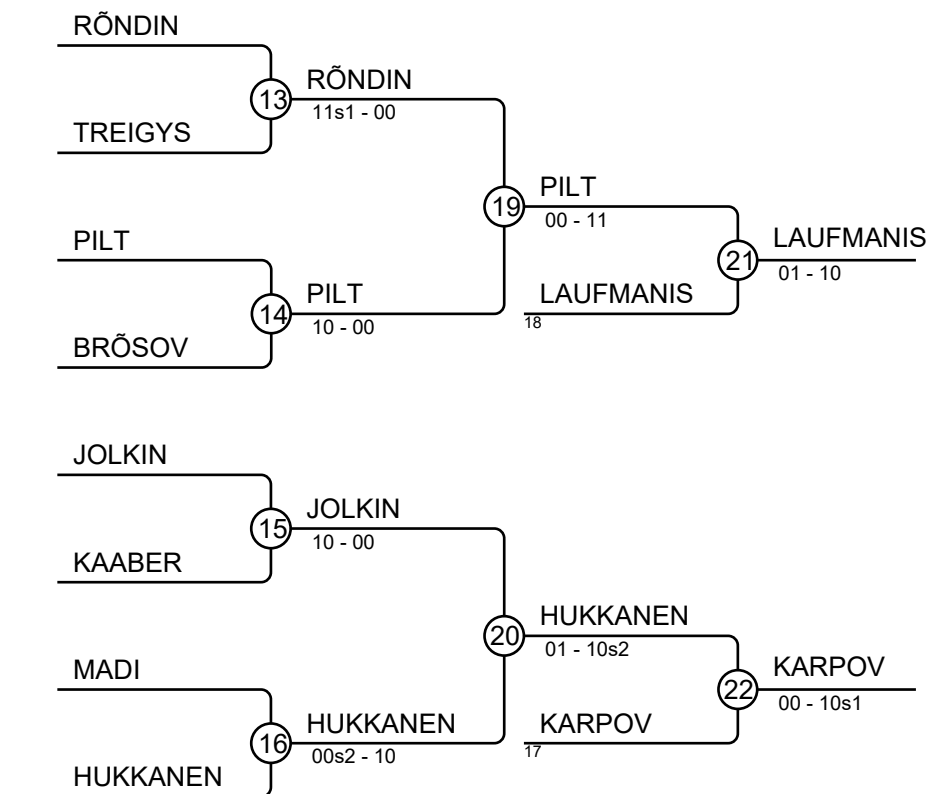 RÕNDIN
13
RÕNDIN
11s1 - 00
TREIGYS
19
PILT
00 - 11
PILT
14
PILT
10 - 00
BRÕSOV
21
LAUFMANIS
01 - 10
LAUFMANIS
18
JOLKIN
15
JOLKIN
10 - 00
KAABER
20
HUKKANEN
01 - 10s2
MADI
16
HUKKANEN
00s2 - 10
HUKKANEN
22
KARPOV
00 - 10s1
KARPOV
17